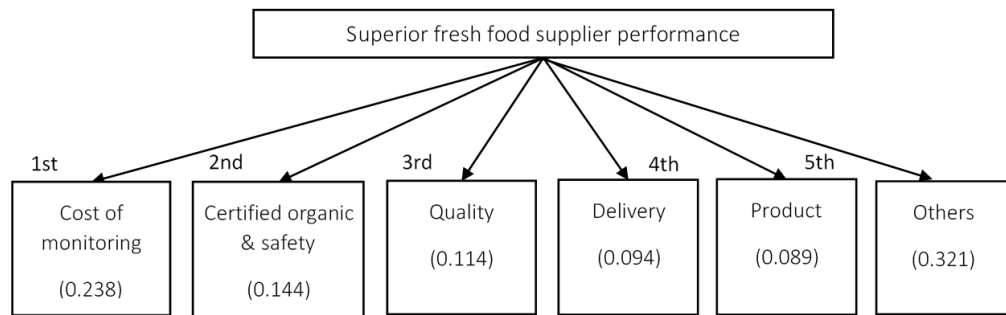 Superior fresh food supplier performance
1st
2nd
3rd
4th
5th
Cost of
monitoring
(0.238)
Certified organic
& safety
(0.144)
Quality
(0.114)
Delivery
(0.094)
Product
(0.089)
Others
(0.321)